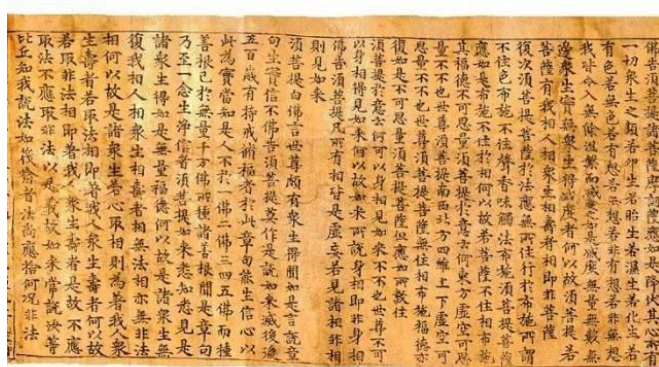 佛告須菩提諸菩薩摩訶薩應如是降伏其心所有
一切衆生之類若卵生若胎生若濕生若化生若
有色若無色若有想若無想若非有想若非無想
我皆令入無餘涅槃而滅度之如是滅度無量無數無
邊衆生實無衆生得滅度者何以故須菩提若
菩薩有我相人相衆生相壽者相即非菩薩
復次須菩提菩薩於法應無所住行於布施所謂
不住色布施不住聲香味觸法布施須菩提菩薩
應如是布施不住於相何以故若菩薩不住相布施
其福德不可思量須菩提於意云何東方虛空可思
量不不也世尊須菩提南西北方四維上下虛空可
思量不不也世尊須菩提菩薩無住相布施福德亦
復如是不可思量須菩提菩薩但應如所教住
須菩提於意云何可以身相見如來不不也世尊不可
以身相得見如來何以故如來所說身相即非身相
佛告須菩提凡所有相皆是虛妄若見諸相非相
則見如來
須菩提白佛言世尊頗有衆生得聞如是言說章
句生實信不佛告須菩提莫作是說如來滅後後
五百歲有持戒修福者於此章句能生信心以
此為實當知是人不於一佛二佛三四五佛而種
善根已於無量千万佛所種諸善根聞是章句
乃至一念生淨信者須菩提如來悉知悉見是
諸衆生得如是無量福德何以故是諸衆生無
復我相人相衆生相壽者相無法相亦無非法
相何以故是諸衆生若心取相則為著我人衆
生壽者若取法相即著我人衆生壽者何以故
若取非法相即著我人衆生壽者是故不應
取法不應取非法以是義故如來常說汝等
比丘知我說法如筏喻者法尚應捨何況非法